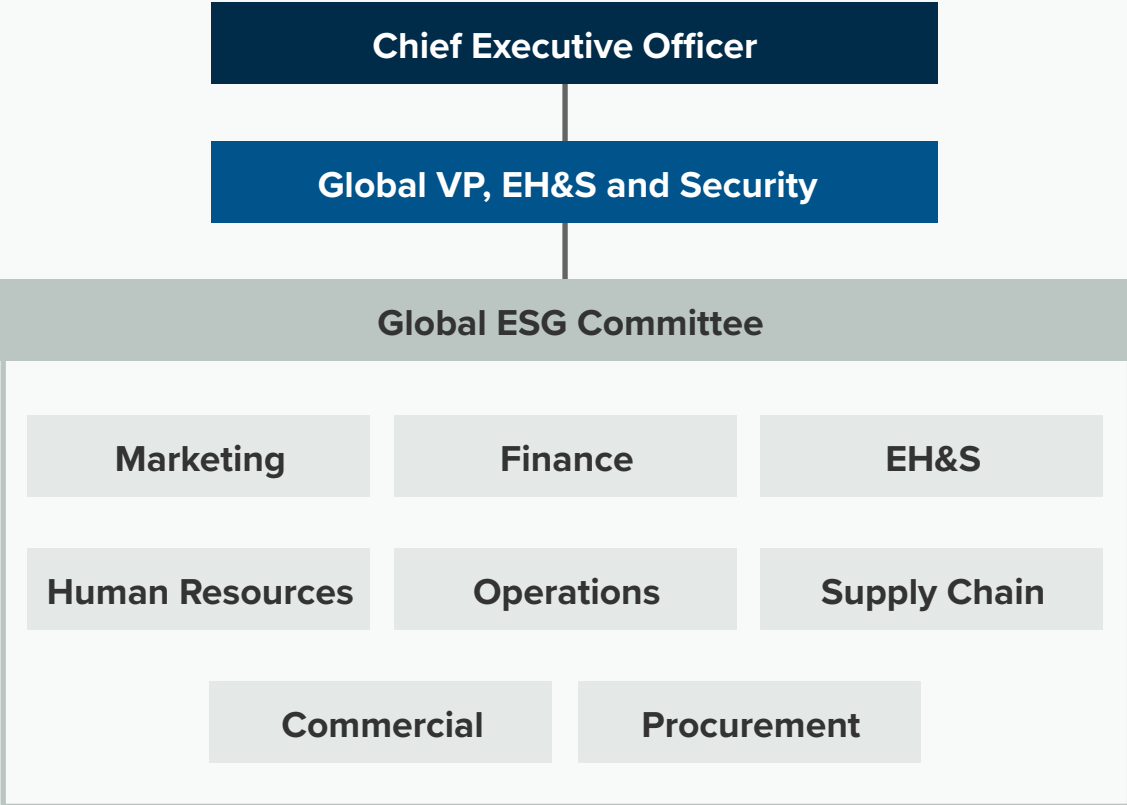 Chief Executive Officer
Global VP, EH&S and Security
Global ESG Committee
Marketing
Finance
EH&S
Human Resources
Operations
Supply Chain
Commercial
Procurement